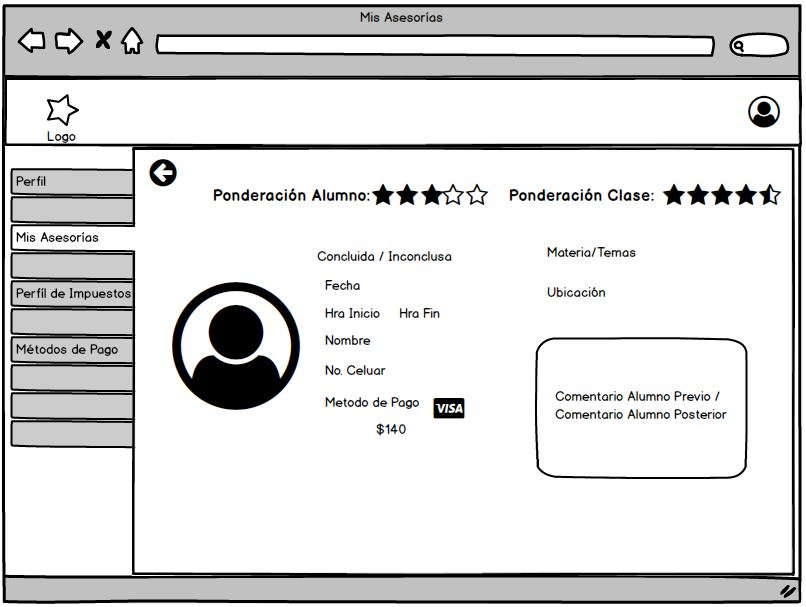 Mis Asesorías
Logo
Perfil
Mis Asesorías
Perfíl de Impuestos
Métodos de Pago
Ponderación Alumno:
Ponderación Clase:
Concluida / Inconclusa
Fecha
Hra Inicio Hra Fin
Nombre
No. Celuar
Metodo de Pago VISA
$140
Materia/Temas
Ubicación
Comentario Alumno Previo /
Comentario Alumno Posterior